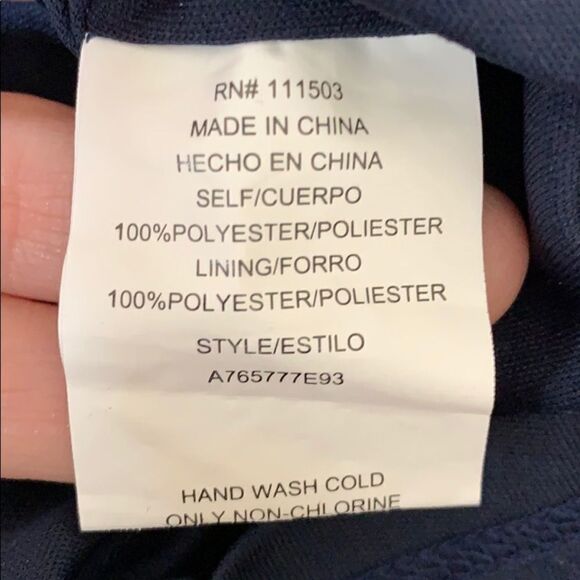 RN# 111503
MADE IN CHINA
HECHO EN CHINA
SELF/CUERPO
100%POLYESTER/POLIESTER
LINING/FORRO
100%POLYESTER/POLIESTER
STYLE/ESTILO
A765777E93
HAND WASH COLD
ONLY NON-CHLORINE